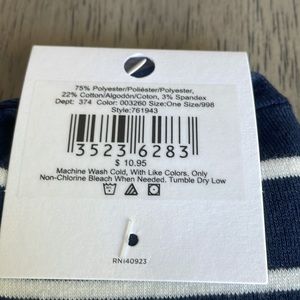 75% Polyester/Poliéster/Polyester,
22% Cotton/Algodón/Coton, 3% Spandex
Dept: 374 Color: 003260 Size:One Size/998
Style:761943
3523 6283
$ 10.95
Machine Wash Cold, With Like Colors, Only
Non-Chlorine Bleach When Needed. Tumble Dry Low
RN140923